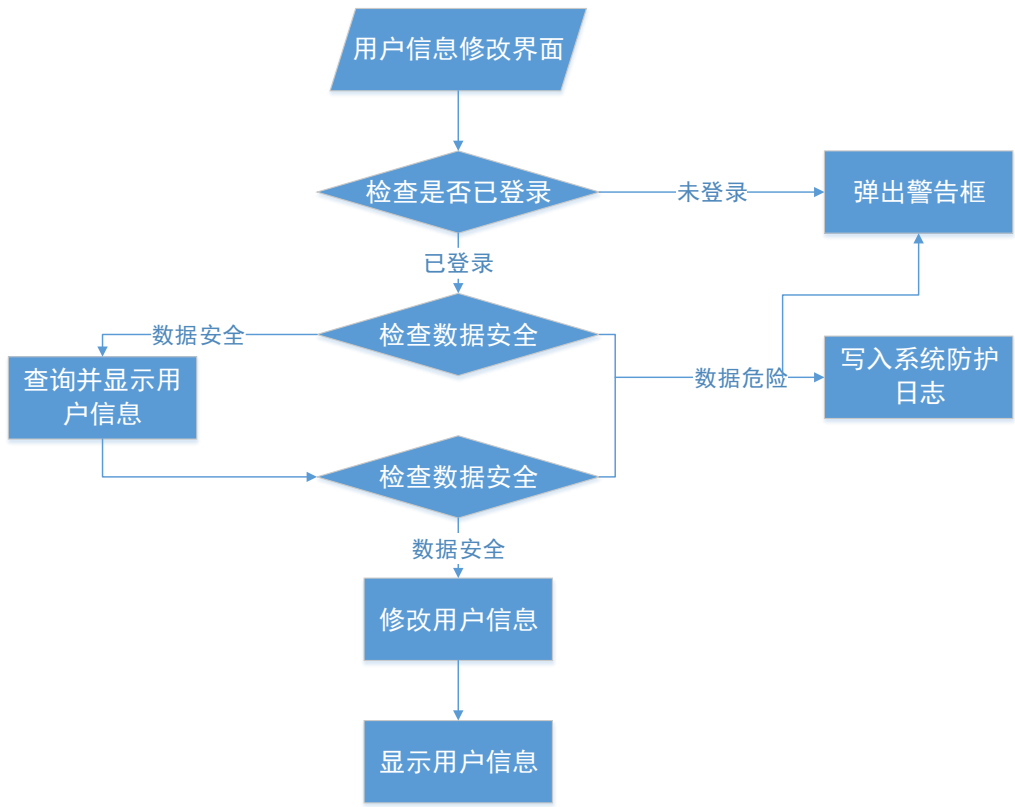 用户信息修改界面
检查是否已登录
未登录
弹出警告框
已登录
检查数据安全
数据安全
查询并显示用
户信息
数据危险
写入系统防护
日志
检查数据安全
数据安全
修改用户信息
显示用户信息